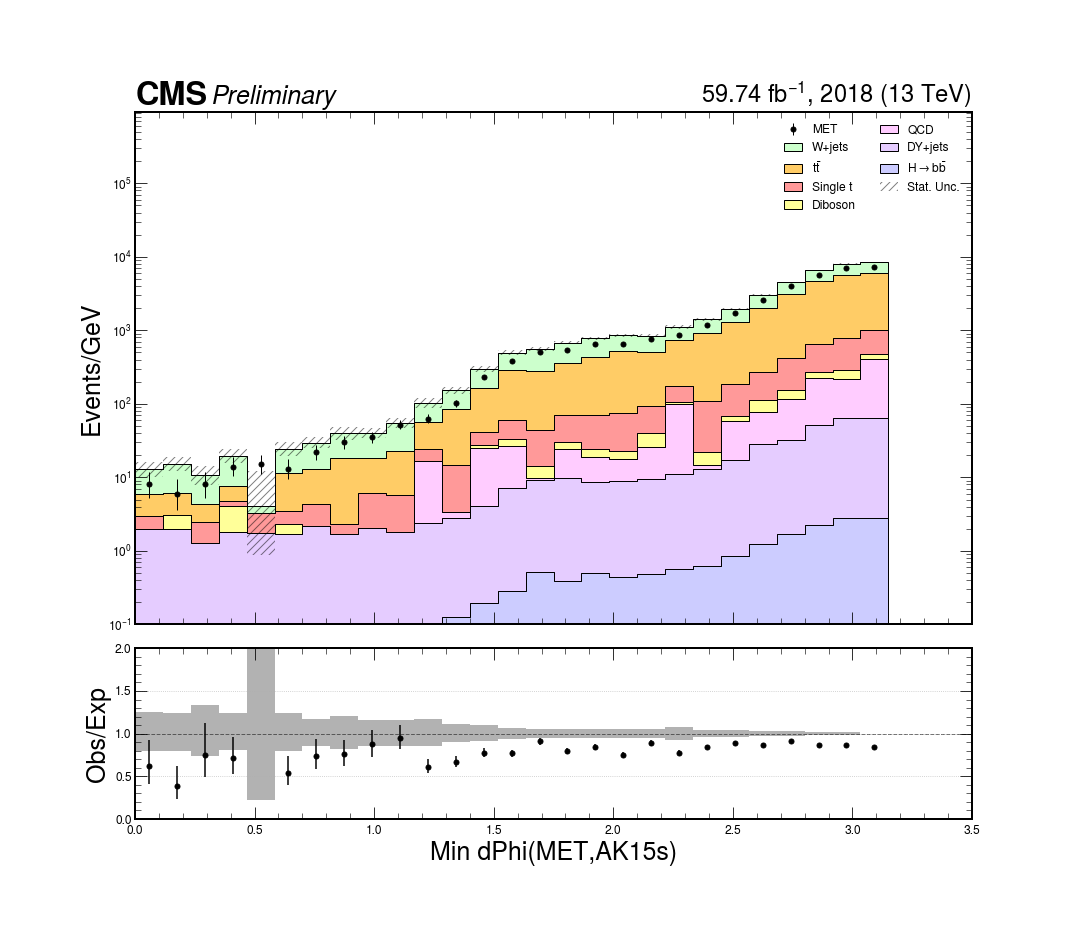 CMS Preliminary
59.74 fb⁻¹, 2018 (13 TeV)
MET
W+jets
tt̄
Single t
Diboson
QCD
DY+jets
H→bb̄
Stat. Unc.
Events/GeV
10⁵
10⁴
10³
10²
10¹
10⁰
10⁻¹
Obs/Exp
2.0
1.5
1.0
0.5
0.0
0.0 0.5 1.0 1.5 2.0 2.5 3.0 3.5
Min dPhi(MET,AK15s)